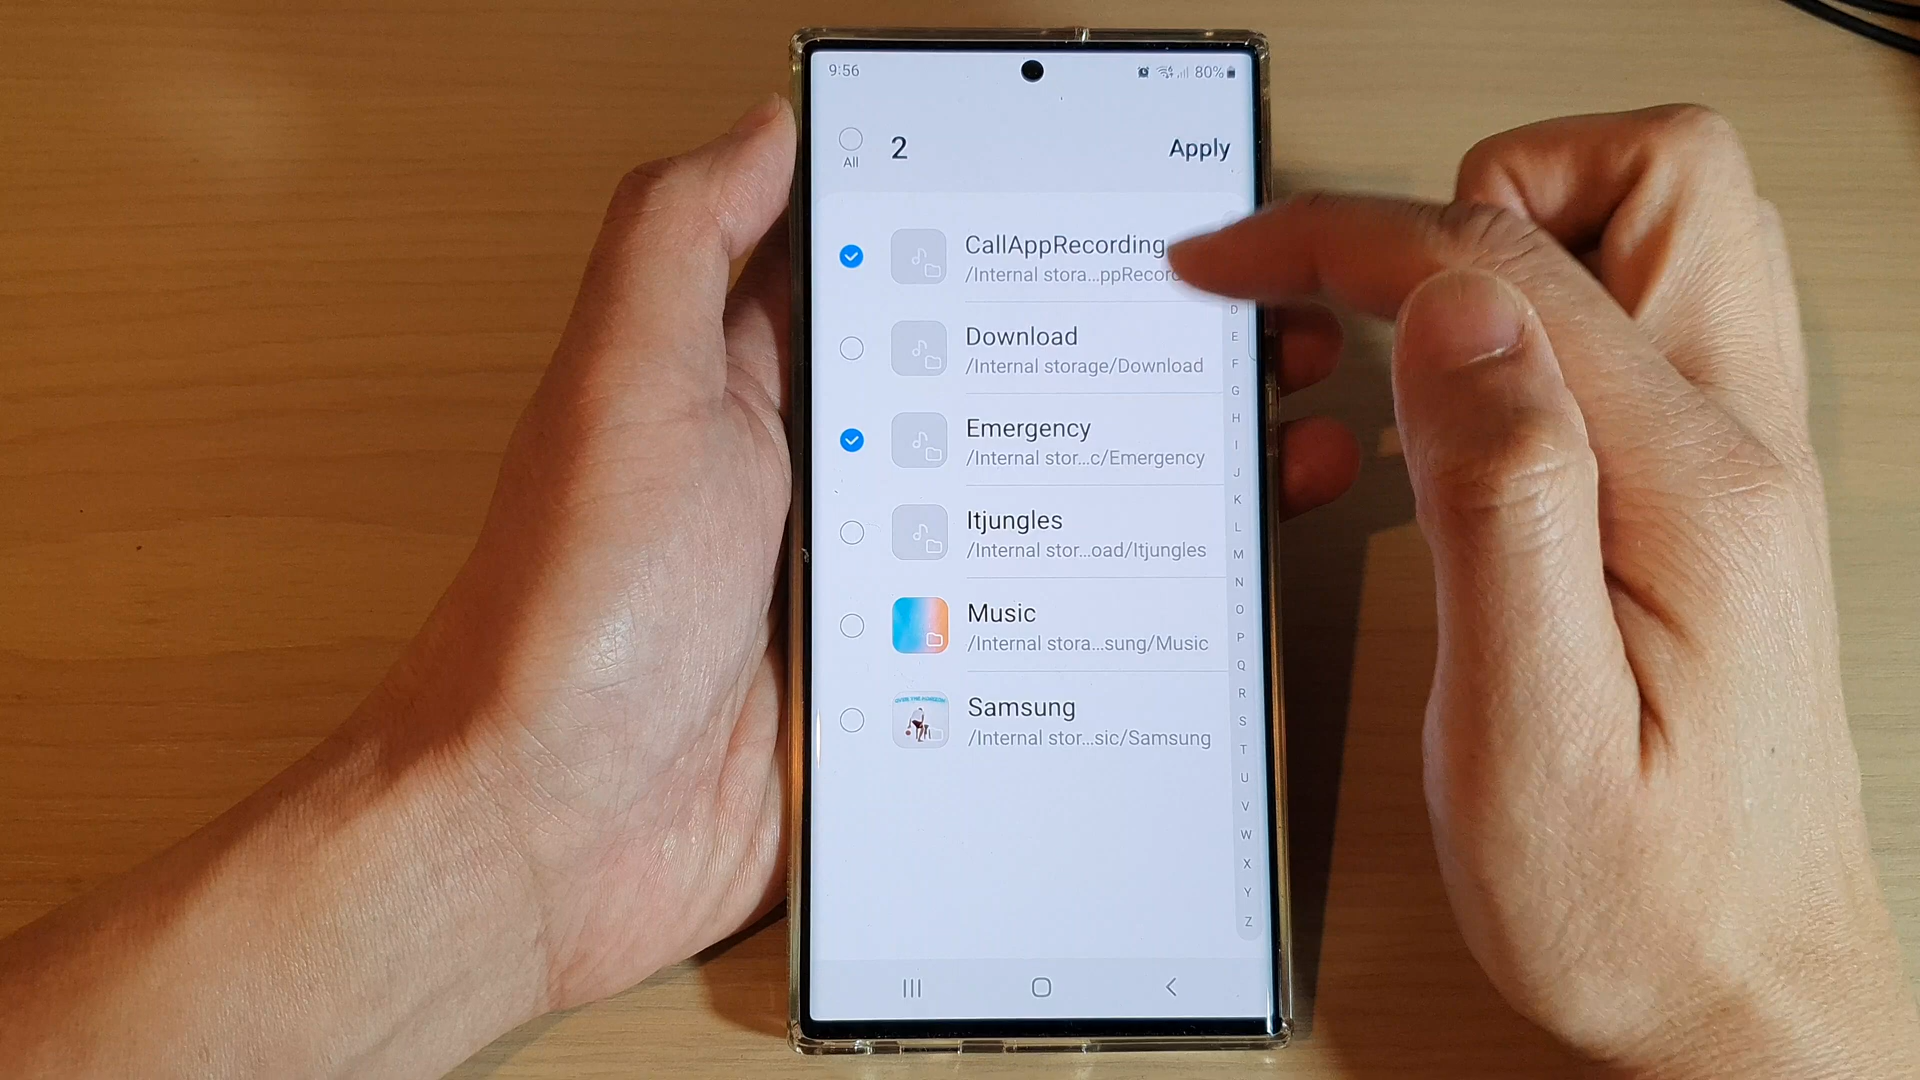 9:56
80%
All
2
Apply
CallAppRecording
/Internal stora...ppRecor
Download
/Internal storage/Download
Emergency
/Internal stor...c/Emergency
Itjungles
/Internal stor...oad/Itjungles
Music
/Internal stora...sung/Music
Samsung
/Internal stor...sic/Samsung
D
E
F
G
H
I
J
K
L
M
N
O
P
Q
R
S
T
U
V
W
X
Y
Z